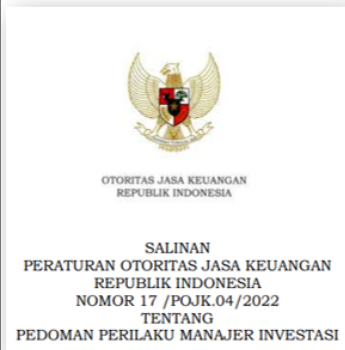 OTORITAS JASA KEUANGAN
REPUBLIK INDONESIA
SALINAN
PERATURAN OTORITAS JASA KEUANGAN
REPUBLIK INDONESIA
NOMOR 17 /POJK.04/2022
TENTANG
PEDOMAN PERILAKU MANAJER INVESTASI